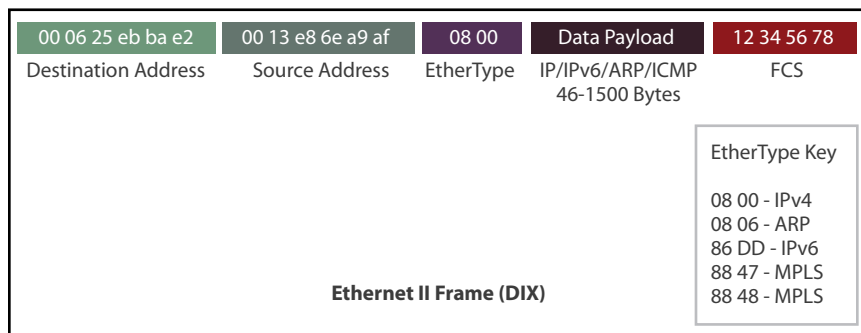 00 06 25 eb ba e2 00 13 e8 6e a9 af 08 00 Data Payload 12 34 56 78
Destination Address Source Address EtherType IP/IPv6/ARP/ICMP FCS
46-1500 Bytes
EtherType Key
08 00 - IPv4
08 06 - ARP
86 DD - IPv6
88 47 - MPLS
88 48 - MPLS
Ethernet II Frame (DIX)